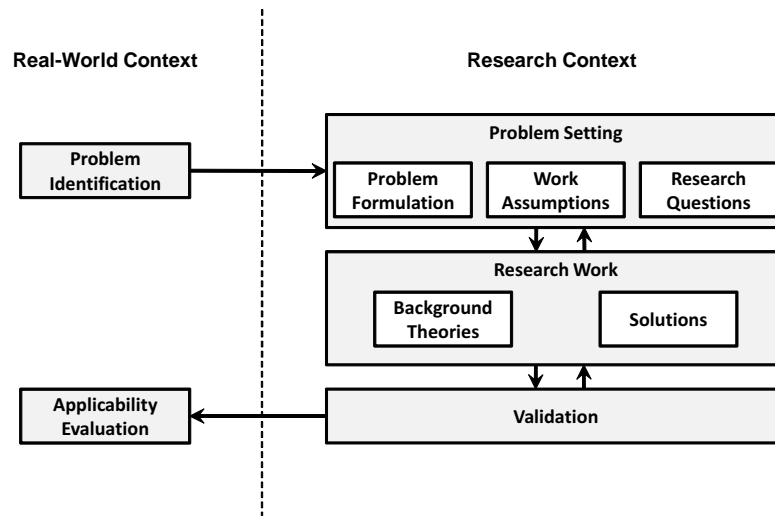 Real-World Context
Research Context
Problem Setting
Problem
Identification
Problem
Formulation
Work
Assumptions
Research
Questions
Research Work
Background
Theories
Solutions
Applicability
Evaluation
Validation